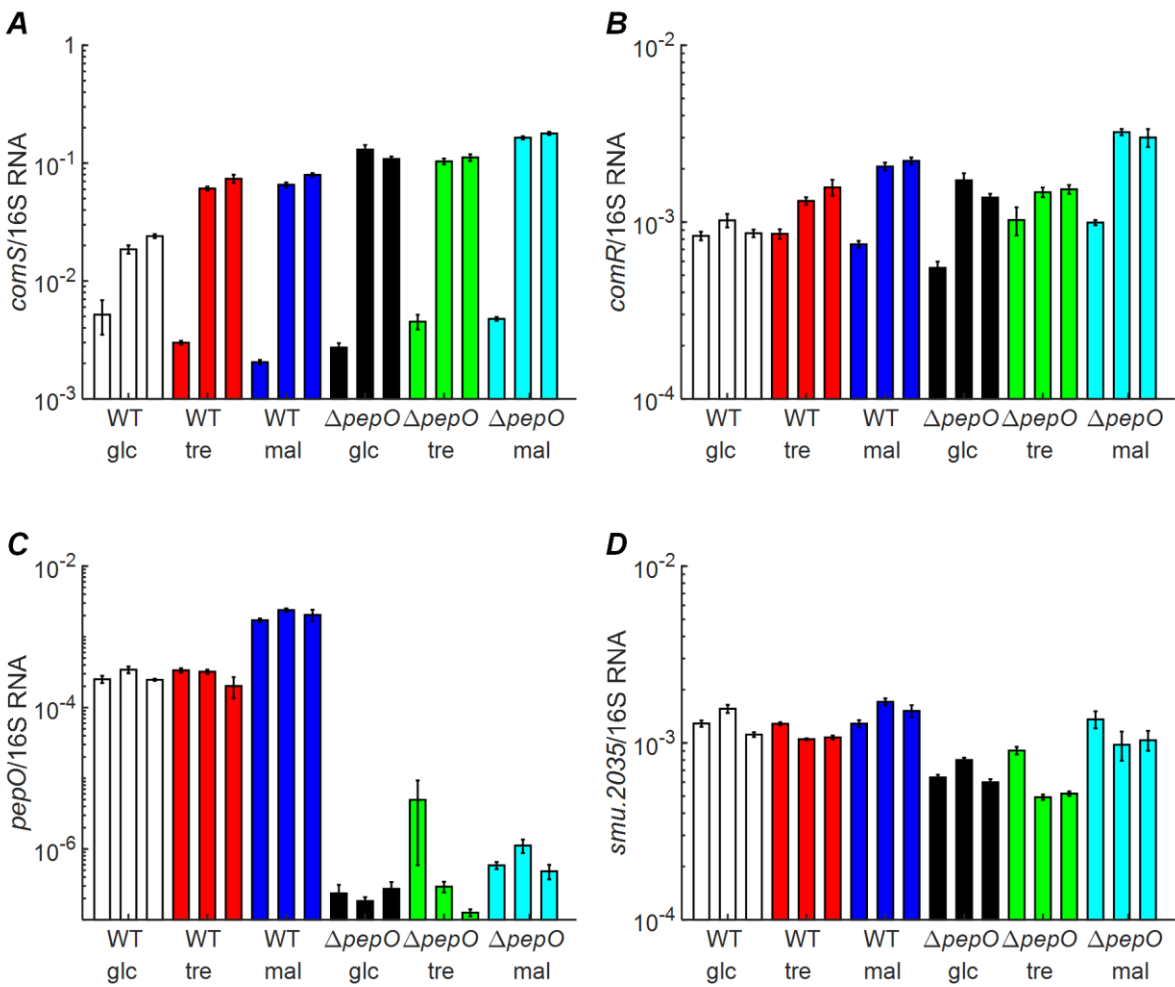 A
comS/16S RNA
1
10-1
10-2
10-3
WT WT WT ΔpepO ΔpepO ΔpepO
glc tre mal glc tre mal
B
comR/16S RNA
10-2
10-3
10-4
WT WT WT ΔpepO ΔpepO ΔpepO
glc tre mal glc tre mal
C
pepO/16S RNA
10-2
10-4
10-6
WT WT WT ΔpepO ΔpepO ΔpepO
glc tre mal glc tre mal
D
smu.2035/16S RNA
10-2
10-3
10-4
WT WT WT ΔpepO ΔpepO ΔpepO
glc tre mal glc tre mal